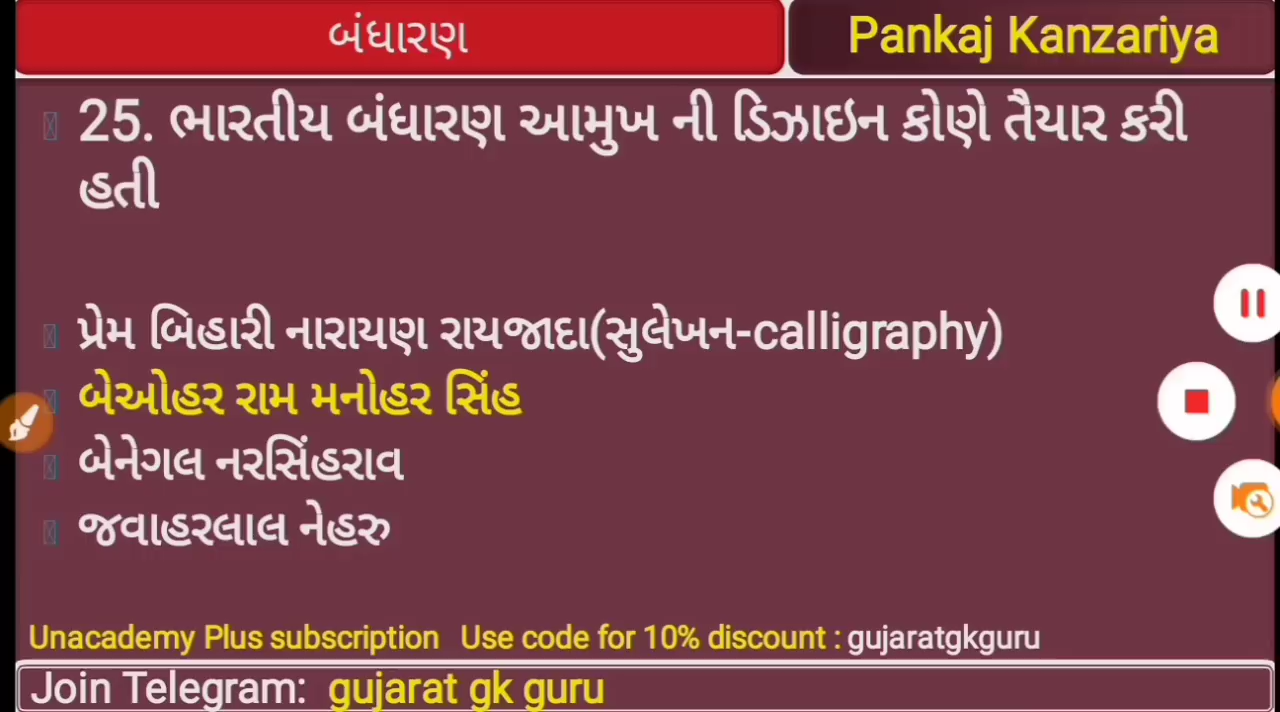 બંધારણ
Pankaj Kanzariya
25. ભારતીય બંધારણ આમુખ ની ડિઝાઇન કોણે તૈયાર કરી
હતી
પ્રેમ બિહારી નારાયણ રાયજાદા(સુલેખન-calligraphy)
બેઓહર રામ મનોહર સિંહ
બેનેગલ નરસિંહરાવ
જવાહરલાલ નેહરુ
Unacademy Plus subscription Use code for 10% discount : gujaratgkguru
Join Telegram: gujarat gk guru